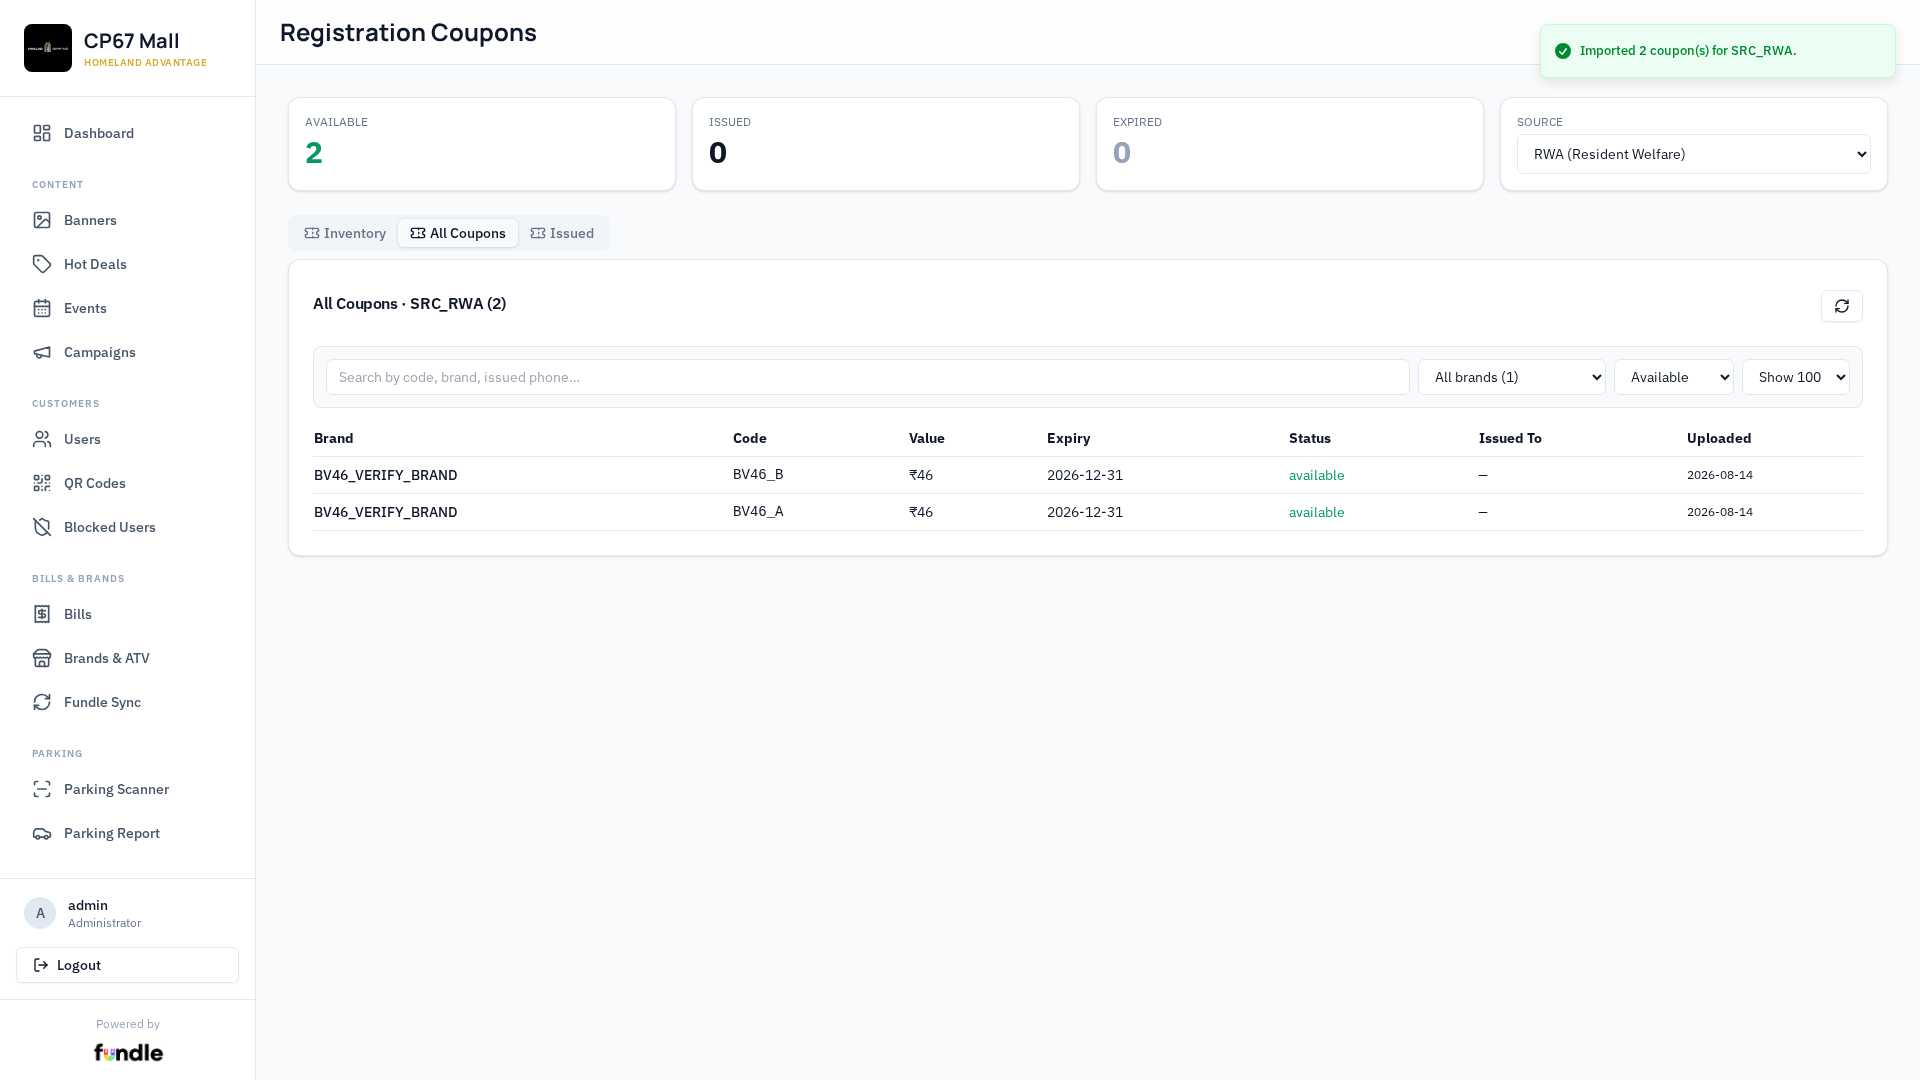 CP67 Mall
HOMELAND ADVANTAGE
Dashboard
CONTENT
Banners
Hot Deals
Events
Campaigns
CUSTOMERS
Users
QR Codes
Blocked Users
BILLS & BRANDS
Bills
Brands & ATV
Fundle Sync
PARKING
Parking Scanner
Parking Report
A
admin
Administrator
Logout
Powered by
fundle
Registration Coupons
Imported 2 coupon(s) for SRC_RWA.
AVAILABLE
2
ISSUED
0
EXPIRED
0
SOURCE
RWA (Resident Welfare)
Inventory
All Coupons
Issued
All Coupons · SRC_RWA (2)
Search by code, brand, issued phone...
All brands (1)
Available
Show 100
Brand Code Value Expiry Status Issued To Uploaded
BV46_VERIFY_BRAND BV46_B ₹46 2026-12-31 available — 2026-08-14
BV46_VERIFY_BRAND BV46_A ₹46 2026-12-31 available — 2026-08-14